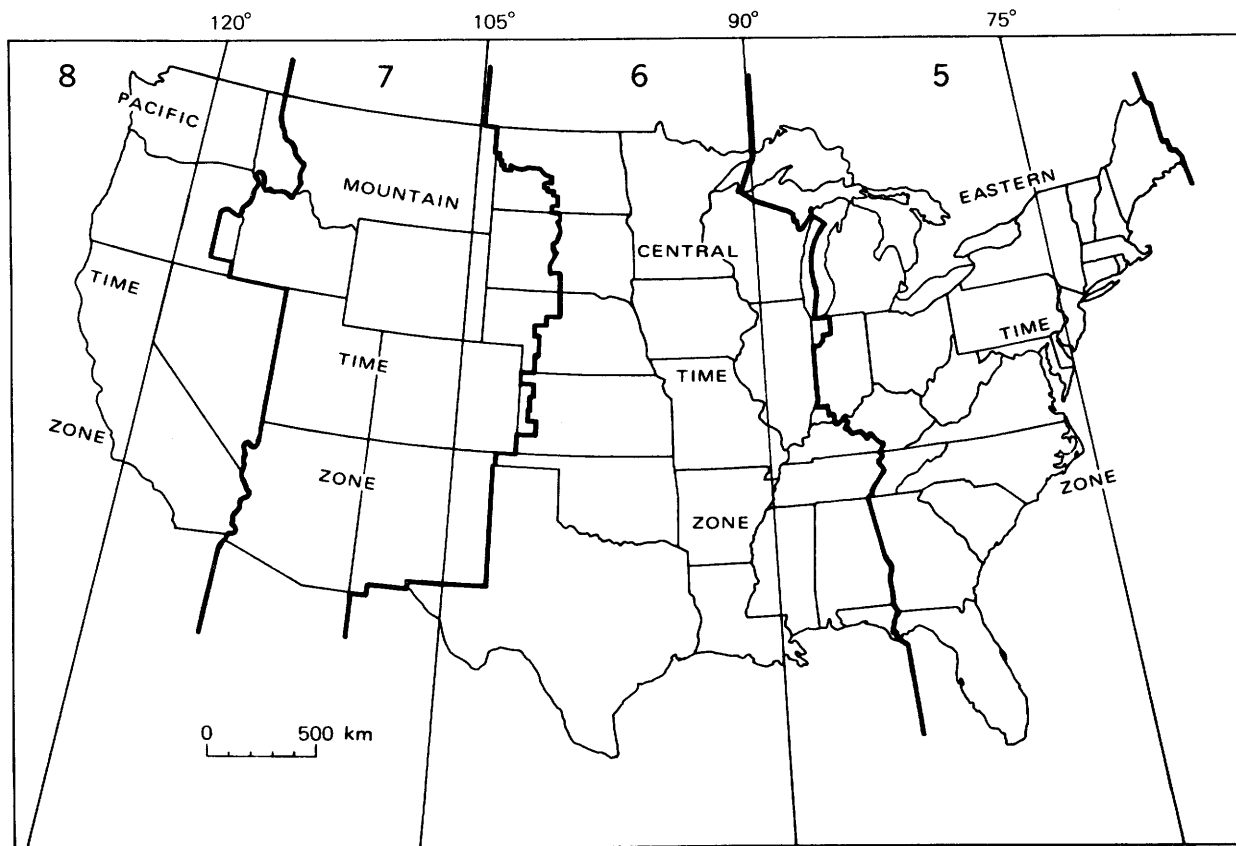 120° 105° 90° 75°
8 7 6 5
PACIFIC
TIME
ZONE
MOUNTAIN
TIME
ZONE
CENTRAL
TIME
ZONE
EASTERN
TIME
ZONE
0 500 km